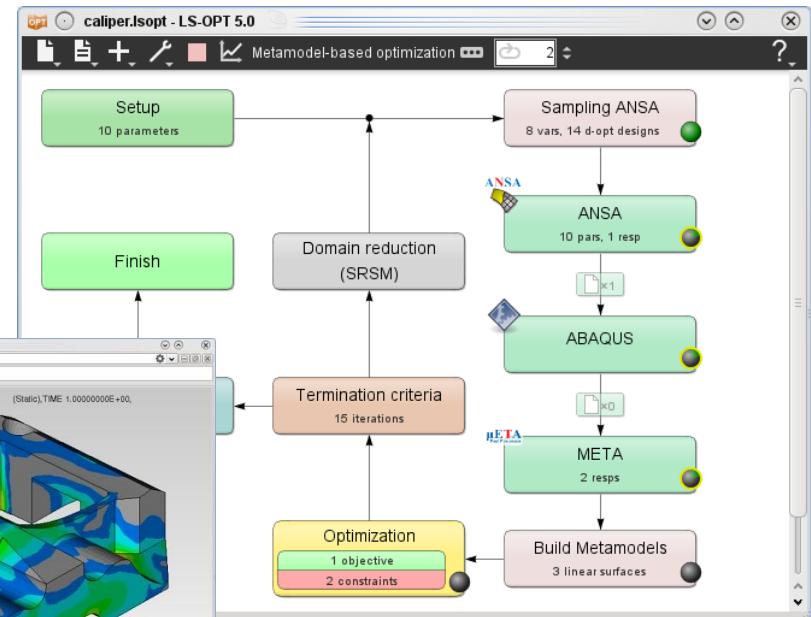 OPT
caliper.lsopt - LS-OPT 5.0
Metamodel-based optimization
2
?
Setup
10 parameters
Sampling ANSA
8 vars, 14 d-opt designs
ANSA
ANSA
10 pars, 1 resp
×1
Finish
Domain reduction
(SRSM)
ABAQUS
×0
(Static),TIME 1.00000000E+00,
Termination criteria
15 iterations
μETA
META
2 resps
Optimization
1 objective
2 constraints
Build Metamodels
3 linear surfaces